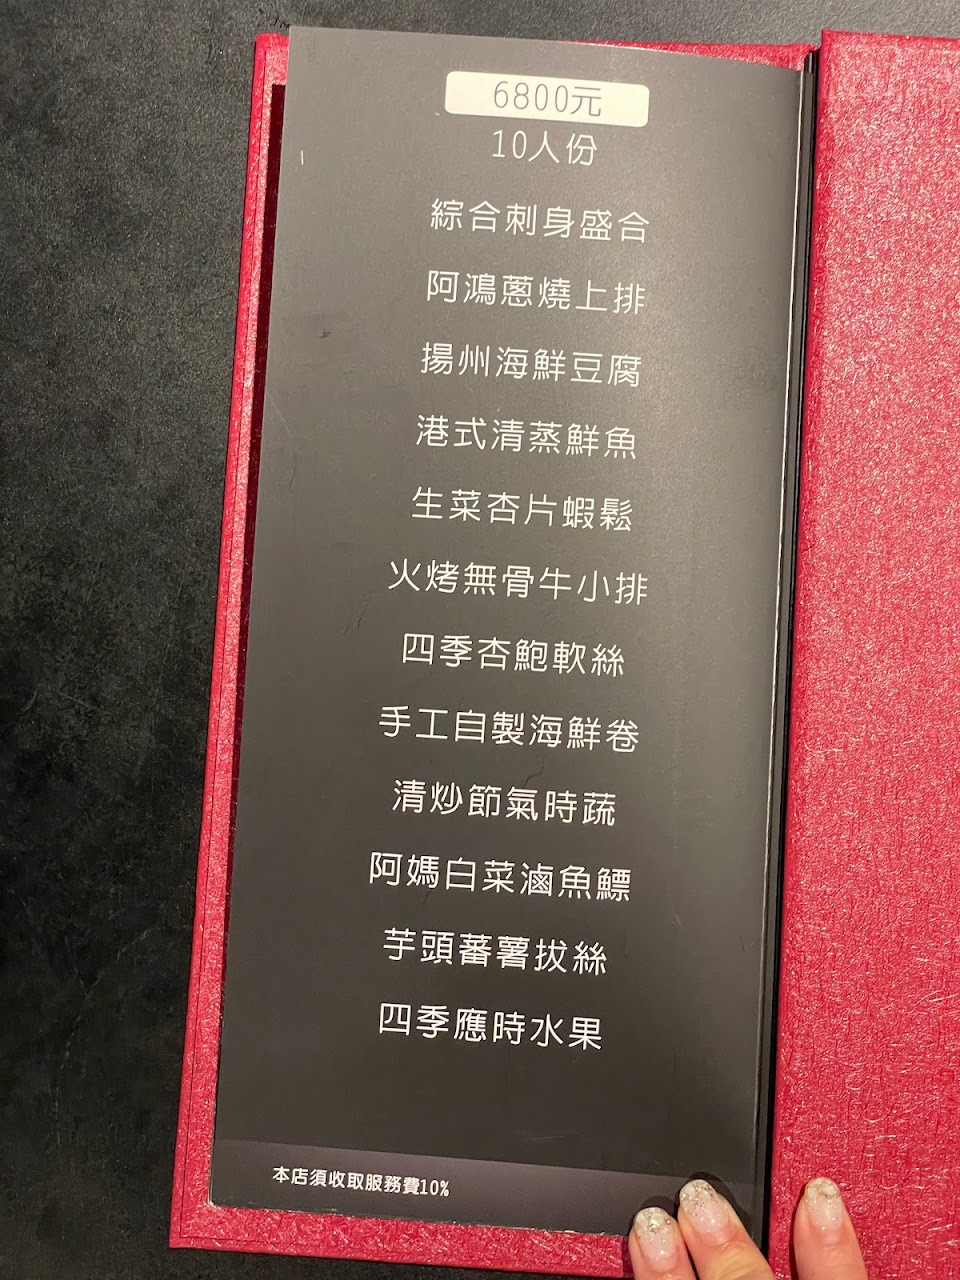 6800元
10人份
綜合刺身盛合
阿鴻蔥燒上排
揚州海鮮豆腐
港式清蒸鮮魚
生菜杏片蝦鬆
火烤無骨牛小排
四季杏鮑軟絲
手工自製海鮮卷
清炒節氣時蔬
阿媽白菜滷魚鰾
芋頭蕃薯拔絲
四季應時水果
本店須收取服務費10%